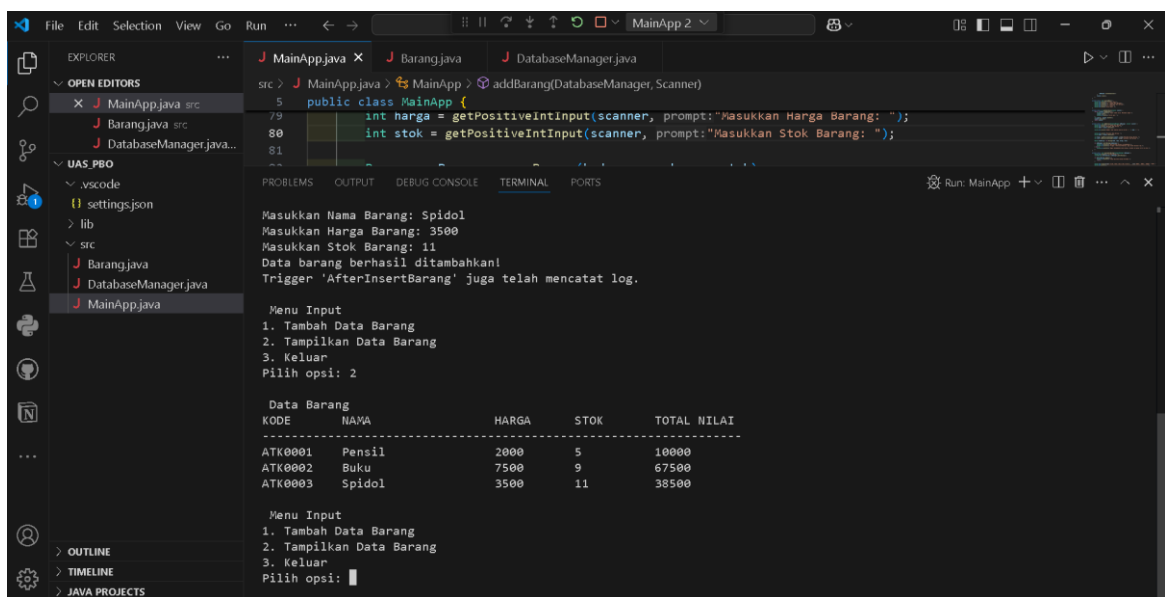 File Edit Selection View Go Run ··· MainApp 2
EXPLORER ···
OPEN EDITORS
MainApp.java src
Barang.java src
DatabaseManager.java...
UAS_PBO
.vscode
{} settings.json
lib
src
Barang.java
DatabaseManager.java
MainApp.java
OUTLINE
TIMELINE
JAVA PROJECTS
1
MainApp.java Barang.java DatabaseManager.java
src > MainApp.java > MainApp > addBarang(DatabaseManager, Scanner)
5 public class MainApp {
79 int harga = getPositiveIntInput(scanner, prompt:"Masukkan Harga Barang: ");
80 int stok = getPositiveIntInput(scanner, prompt:"Masukkan Stok Barang: ");
81
PROBLEMS OUTPUT DEBUG CONSOLE TERMINAL PORTS Run: MainApp
Masukkan Nama Barang: Spidol
Masukkan Harga Barang: 3500
Masukkan Stok Barang: 11
Data barang berhasil ditambahkan!
Trigger 'AfterInsertBarang' juga telah mencatat log.
Menu Input
1. Tambah Data Barang
2. Tampilkan Data Barang
3. Keluar
Pilih opsi: 2
Data Barang
KODE NAMA HARGA STOK TOTAL NILAI
------------------------------------------------------------
ATK0001 Pensil 2000 5 10000
ATK0002 Buku 7500 9 67500
ATK0003 Spidol 3500 11 38500
Menu Input
1. Tambah Data Barang
2. Tampilkan Data Barang
3. Keluar
Pilih opsi: